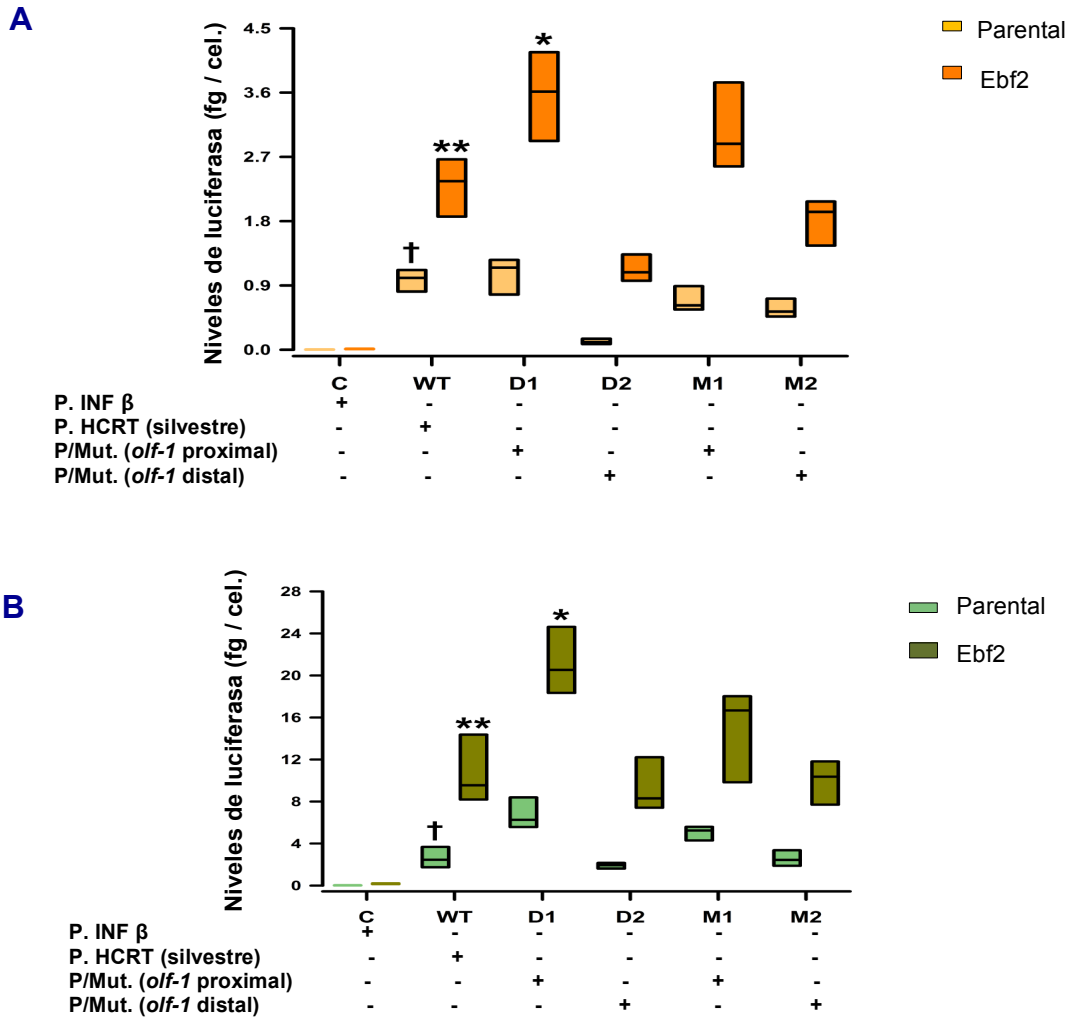 A
Parental
Ebf2
Niveles de luciferasa (fg / cel.)
4.5
3.6
2.7
1.8
0.9
0.0
† ** *
C WT D1 D2 M1 M2
P. INF β + - - - - -
P. HCRT (silvestre) - + - - - -
P/Mut. (olf-1 proximal) - - + - + -
P/Mut. (olf-1 distal) - - - + - +
B
Parental
Ebf2
Niveles de luciferasa (fg / cel.)
28
24
20
16
12
8
4
0
† ** *
C WT D1 D2 M1 M2
P. INF β + - - - - -
P. HCRT (silvestre) - + - - - -
P/Mut. (olf-1 proximal) - - + - + -
P/Mut. (olf-1 distal) - - - + - +